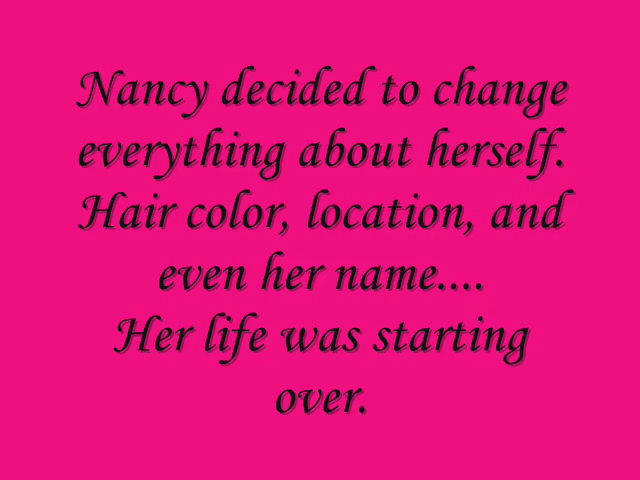 Nancy decided to change
everything about herself.
Hair color, location, and
even her name....
Her life was starting
over.